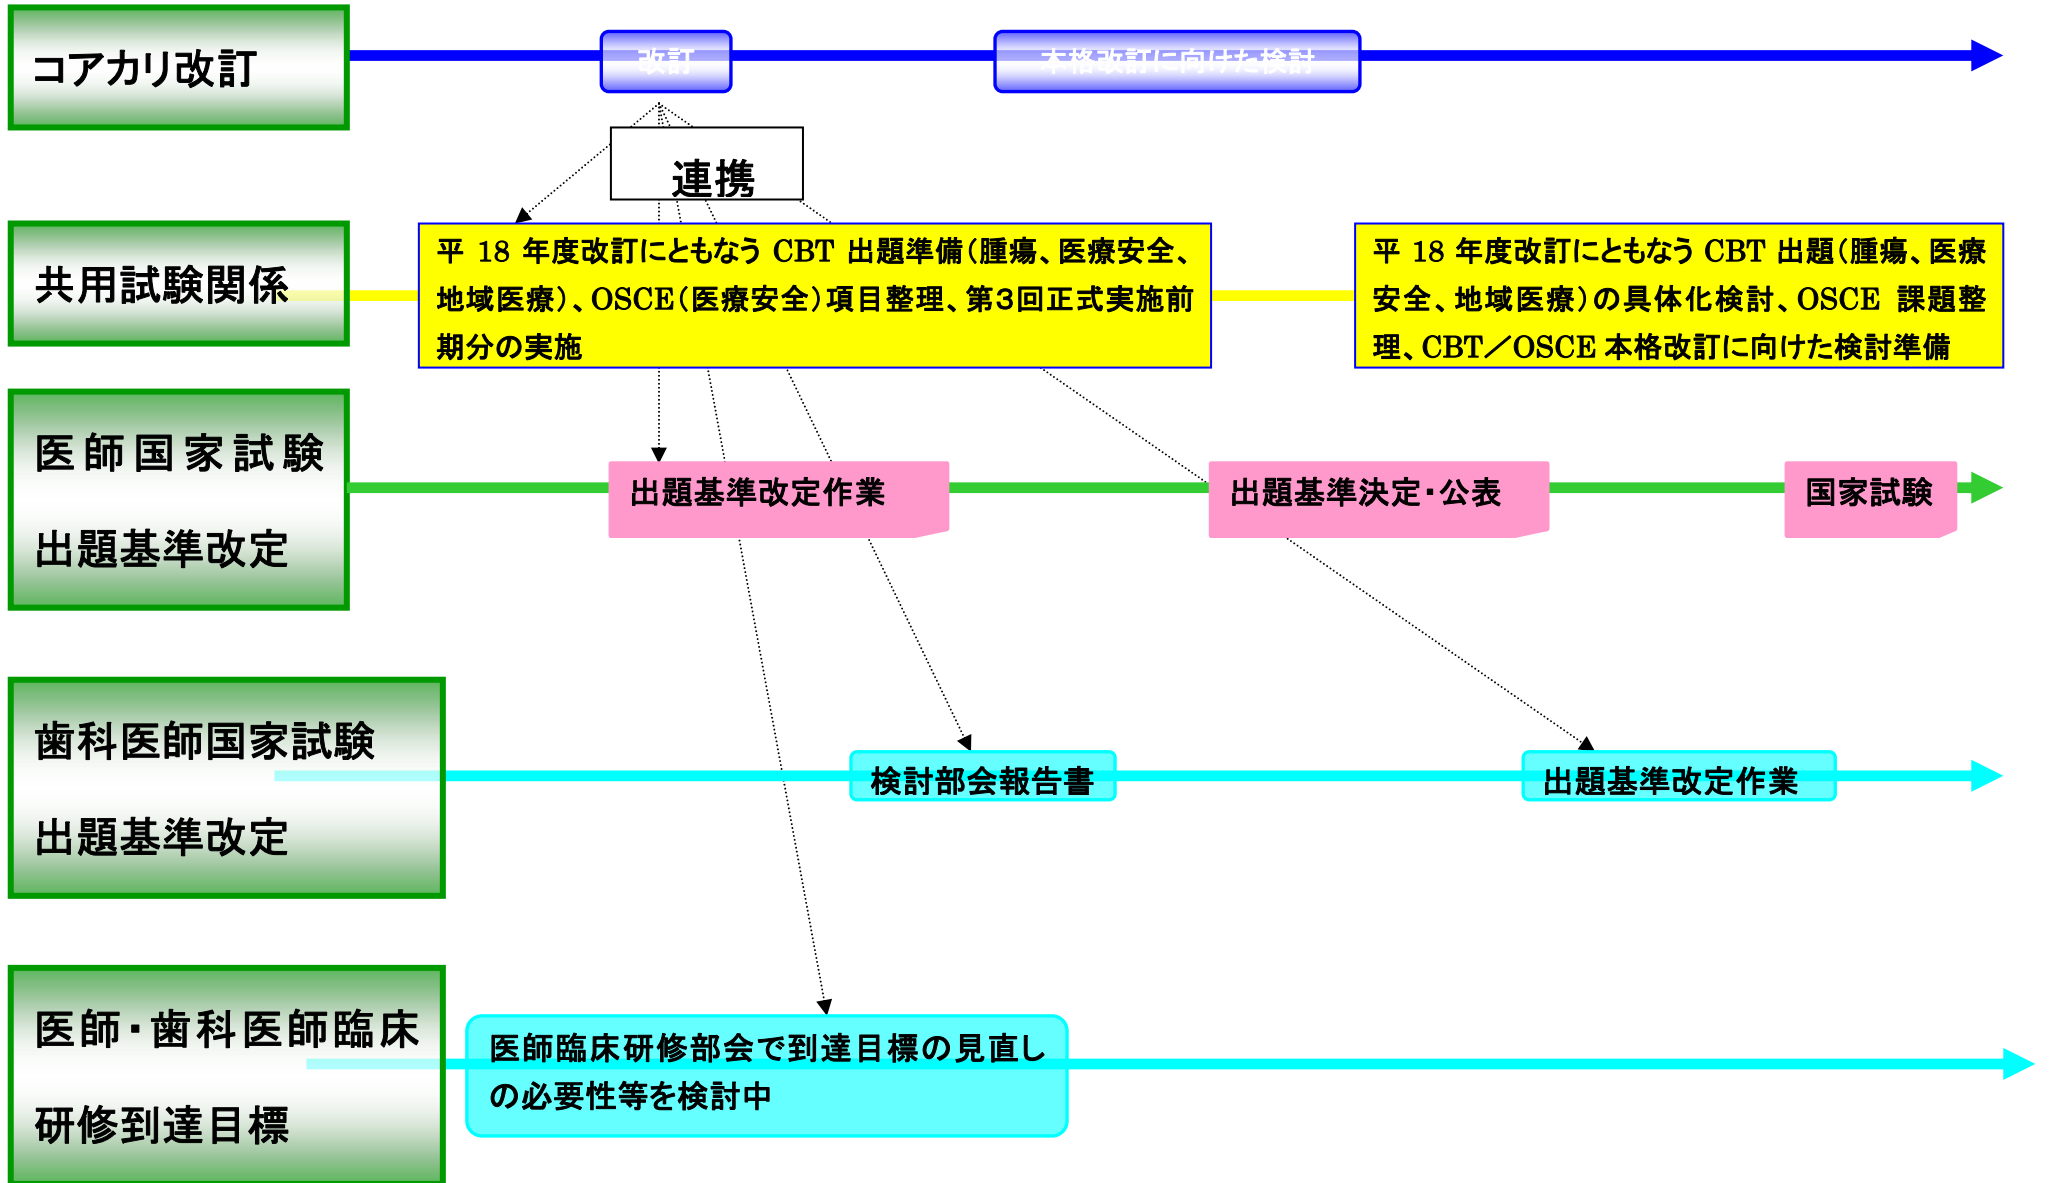 コアカリ改訂
改訂
本格改訂に向けた検討
連携
共用試験関係
平 18 年度改訂にともなう CBT 出題準備（腫瘍、医療安全、
地域医療）、OSCE（医療安全）項目整理、第３回正式実施前
期分の実施
平 18 年度改訂にともなう CBT 出題（腫瘍、医療
安全、地域医療）の具体化検討、OSCE 課題整
理、CBT／OSCE 本格改訂に向けた検討準備
医師国家試験
出題基準改定
出題基準改定作業
出題基準決定・公表
国家試験
歯科医師国家試験
出題基準改定
検討部会報告書
出題基準改定作業
医師・歯科医師臨床
研修到達目標
医師臨床研修部会で到達目標の見直し
の必要性等を検討中